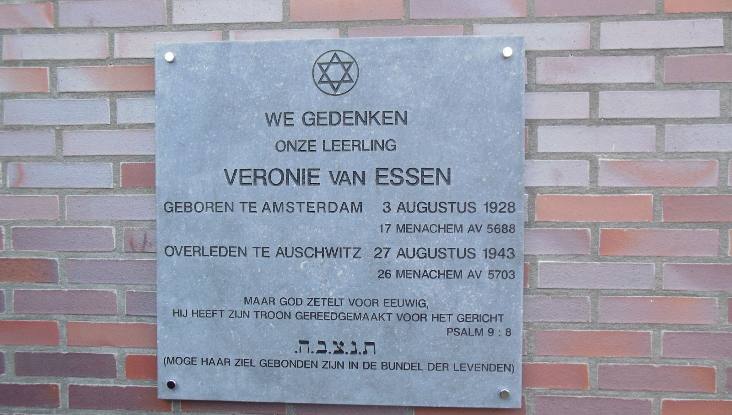 WE GEDENKEN
ONZE LEERLING
VERONIE VAN ESSEN
GEBOREN TE AMSTERDAM 3 AUGUSTUS 1928
17 MENACHEM AV 5688
OVERLEDEN TE AUSCHWITZ 27 AUGUSTUS 1943
26 MENACHEM AV 5703
MAAR GOD ZETELT VOOR EEUWIG,
HIJ HEEFT ZIJN TROON GEREEDGEMAAKT VOOR HET GERICHT
PSALM 9 : 8
ת.נ.צ.ב.ה.
(MOGE HAAR ZIEL GEBONDEN ZIJN IN DE BUNDEL DER LEVENDEN)